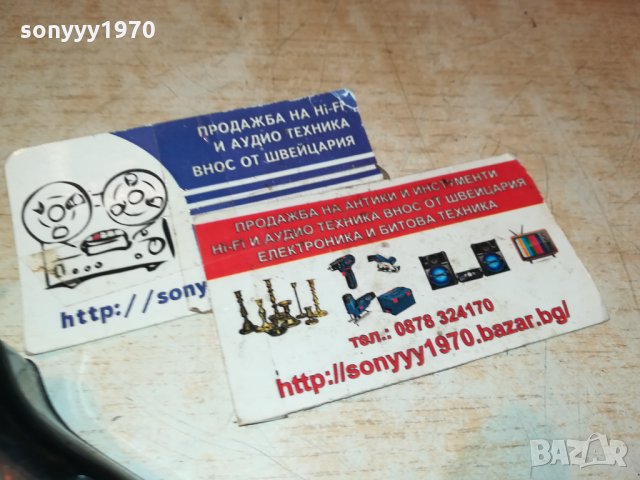 sonyyy1970
ПРОДАЖБА НА Hi-Fi
И АУДИО ТЕХНИКА
ВНОС ОТ ШВЕЙЦАРИЯ
http://sony
ПРОДАЖБА НА АНТИКИ И ИНСТРУМЕНТИ
Hi-Fi И АУДИО ТЕХНИКА ВНОС ОТ ШВЕЙЦАРИЯ
ЕЛЕКТРОНИКА И БИТОВА ТЕХНИКА
тел.: 0878 324170
http://sonyyy1970.bazar.bg/
BAZAR